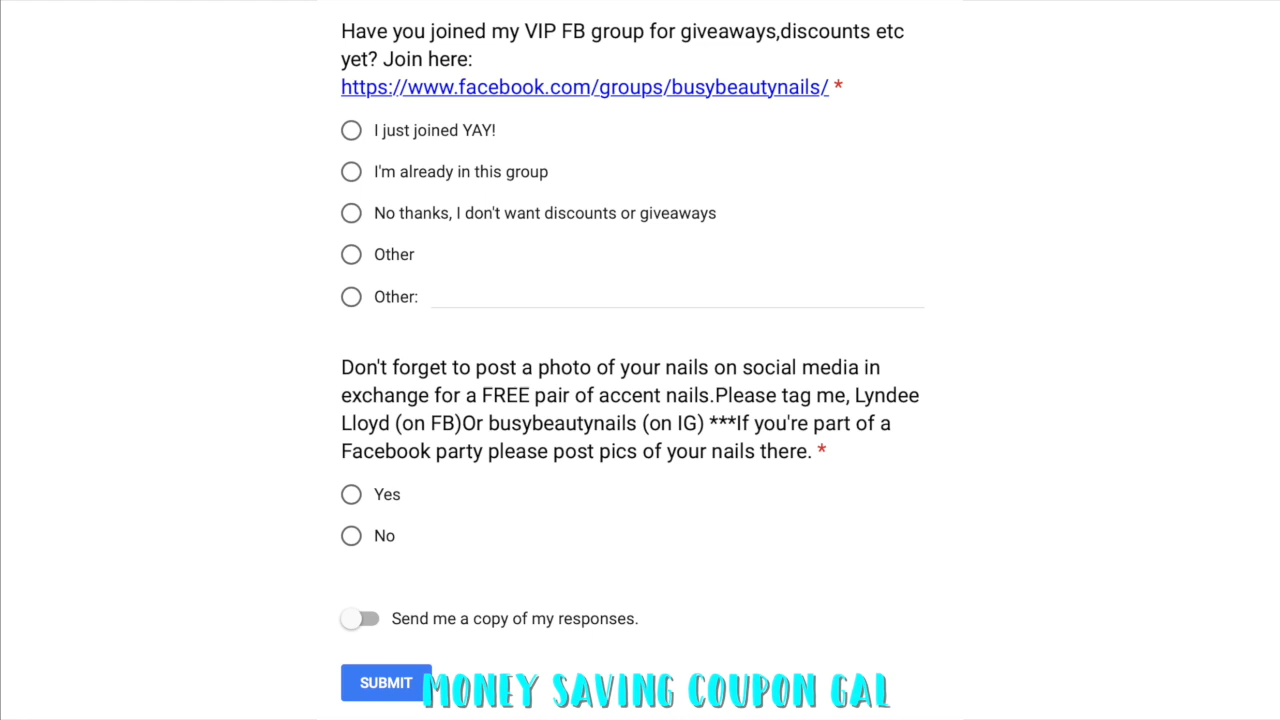 Have you joined my VIP FB group for giveaways,discounts etc
yet? Join here:
https://www.facebook.com/groups/busybeautynails/ *
I just joined YAY!
I'm already in this group
No thanks, I don't want discounts or giveaways
Other
Other:
Don't forget to post a photo of your nails on social media in
exchange for a FREE pair of accent nails.Please tag me, Lyndee
Lloyd (on FB)Or busybeautynails (on IG) ***If you're part of a
Facebook party please post pics of your nails there. *
Yes
No
Send me a copy of my responses.
SUBMIT
MONEY SAVING COUPON GAL